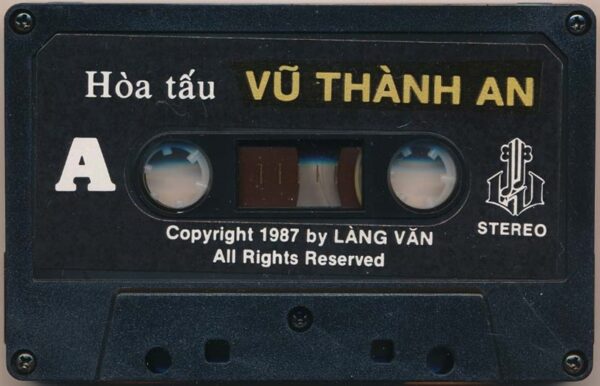 Hòa tấu VŨ THÀNH AN
A
STEREO
Copyright 1987 by LÀNG VĂN
All Rights Reserved